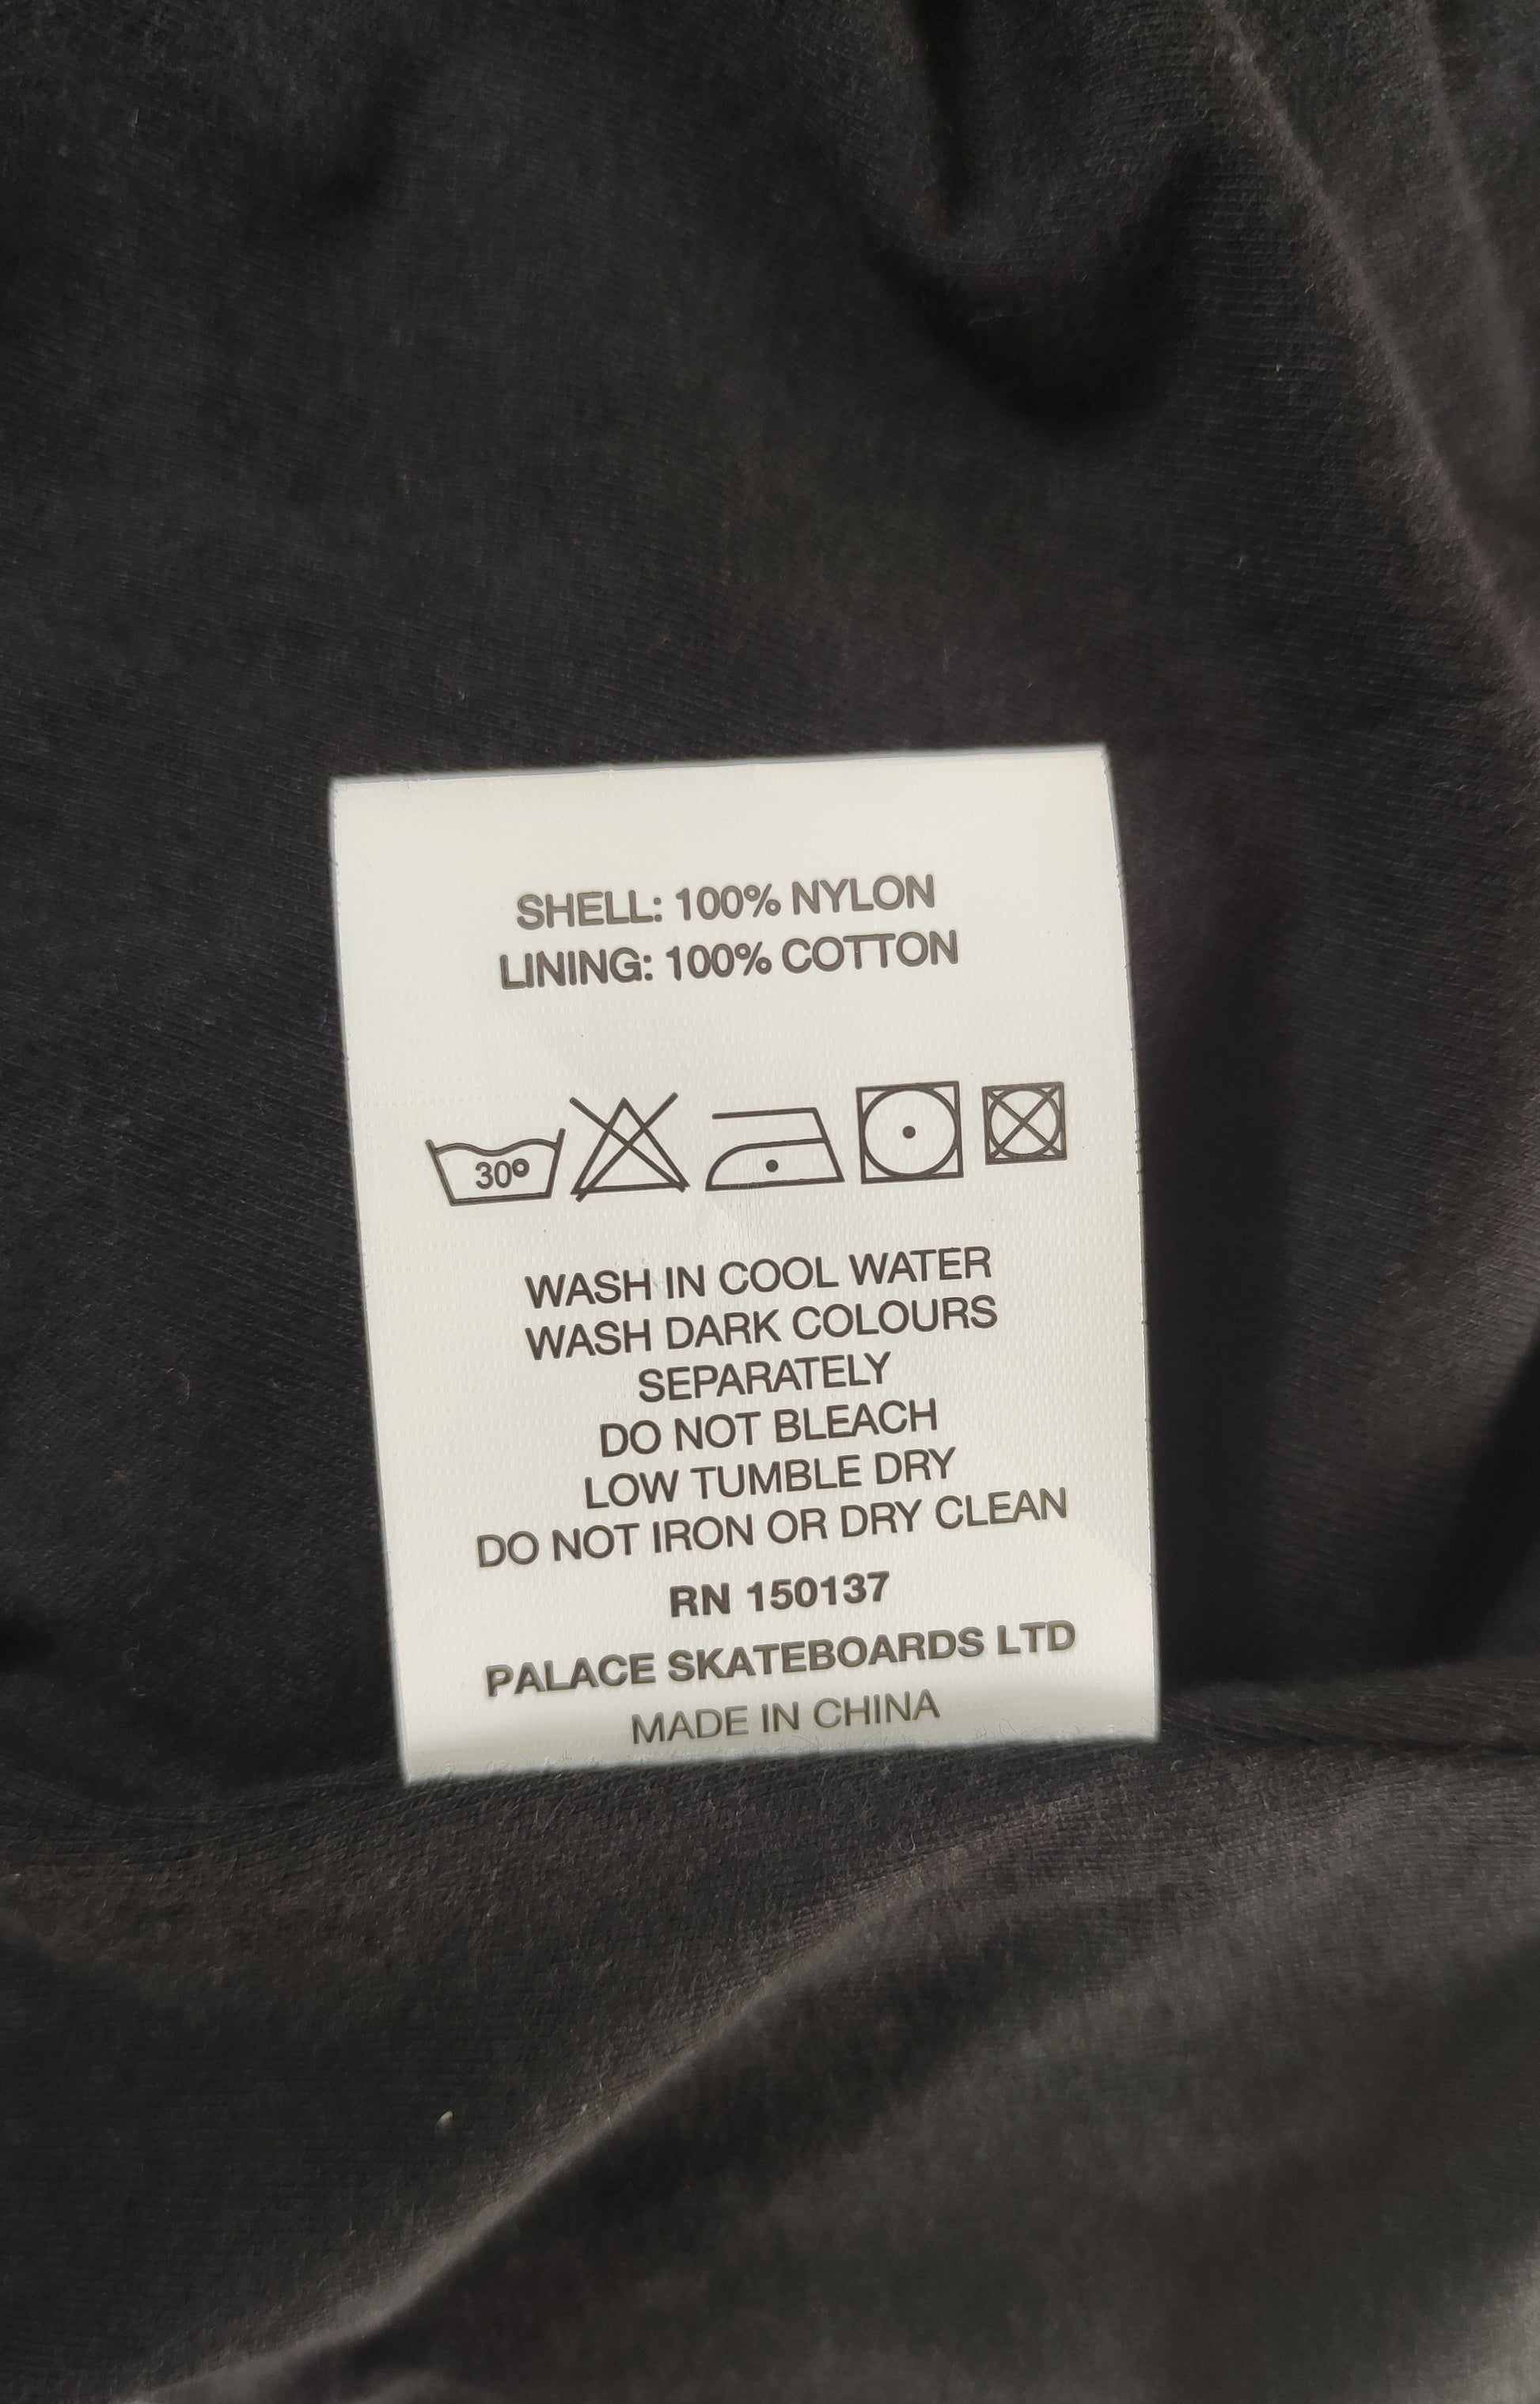 SHELL: 100% NYLON
LINING: 100% COTTON
30º
WASH IN COOL WATER
WASH DARK COLOURS
SEPARATELY
DO NOT BLEACH
LOW TUMBLE DRY
DO NOT IRON OR DRY CLEAN
RN 150137
PALACE SKATEBOARDS LTD
MADE IN CHINA